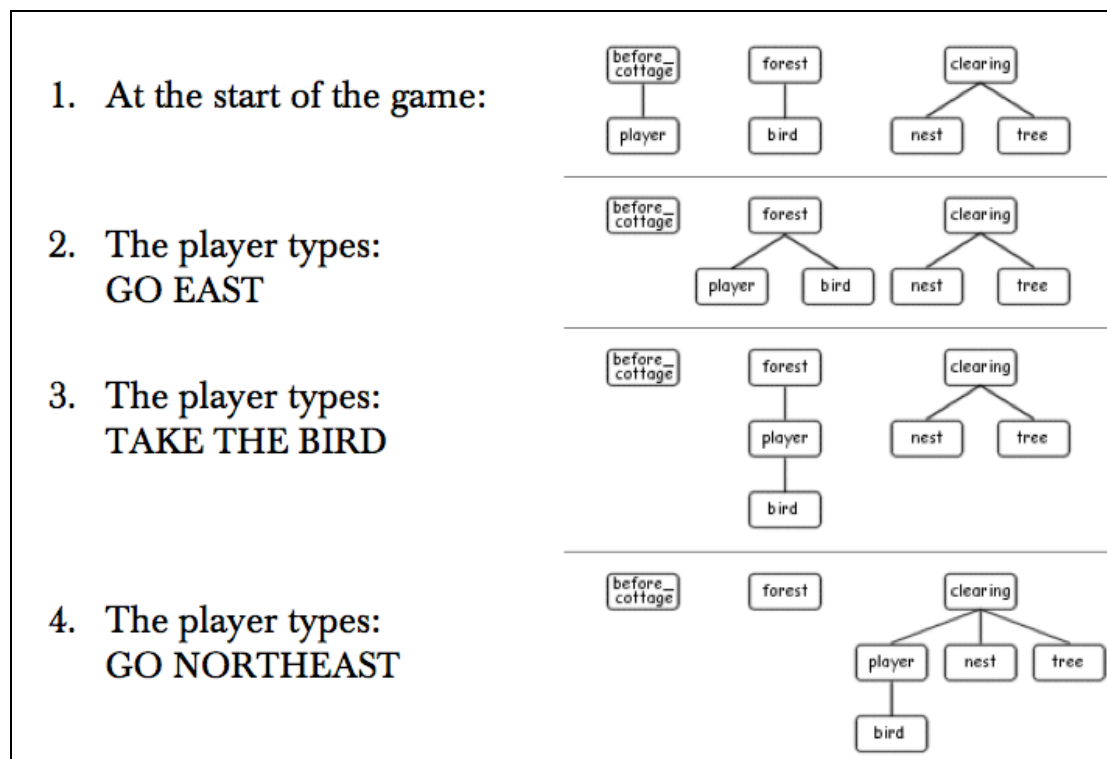 1. At the start of the game:
before_
cottage
forest
clearing
player
bird
nest
tree
2. The player types:
GO EAST
before_
cottage
forest
clearing
player
bird
nest
tree
3. The player types:
TAKE THE BIRD
before_
cottage
forest
clearing
player
nest
tree
bird
4. The player types:
GO NORTHEAST
before_
cottage
forest
clearing
player
nest
tree
bird